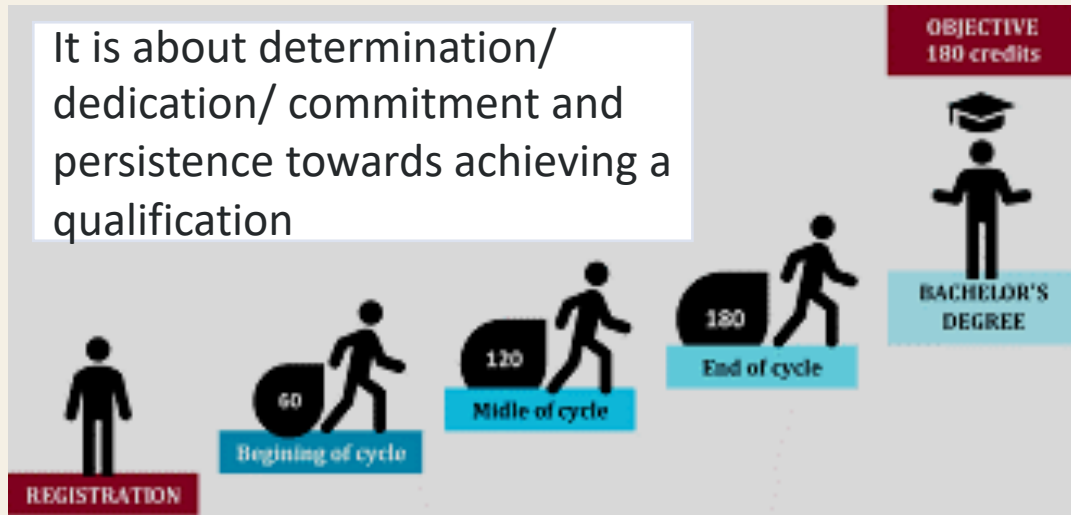 It is about determination/
dedication/ commitment and
persistence towards achieving a
qualification
OBJECTIVE
180 credits
BACHELOR'S
DEGREE
180
End of cycle
120
Midle of cycle
60
Begining of cycle
REGISTRATION